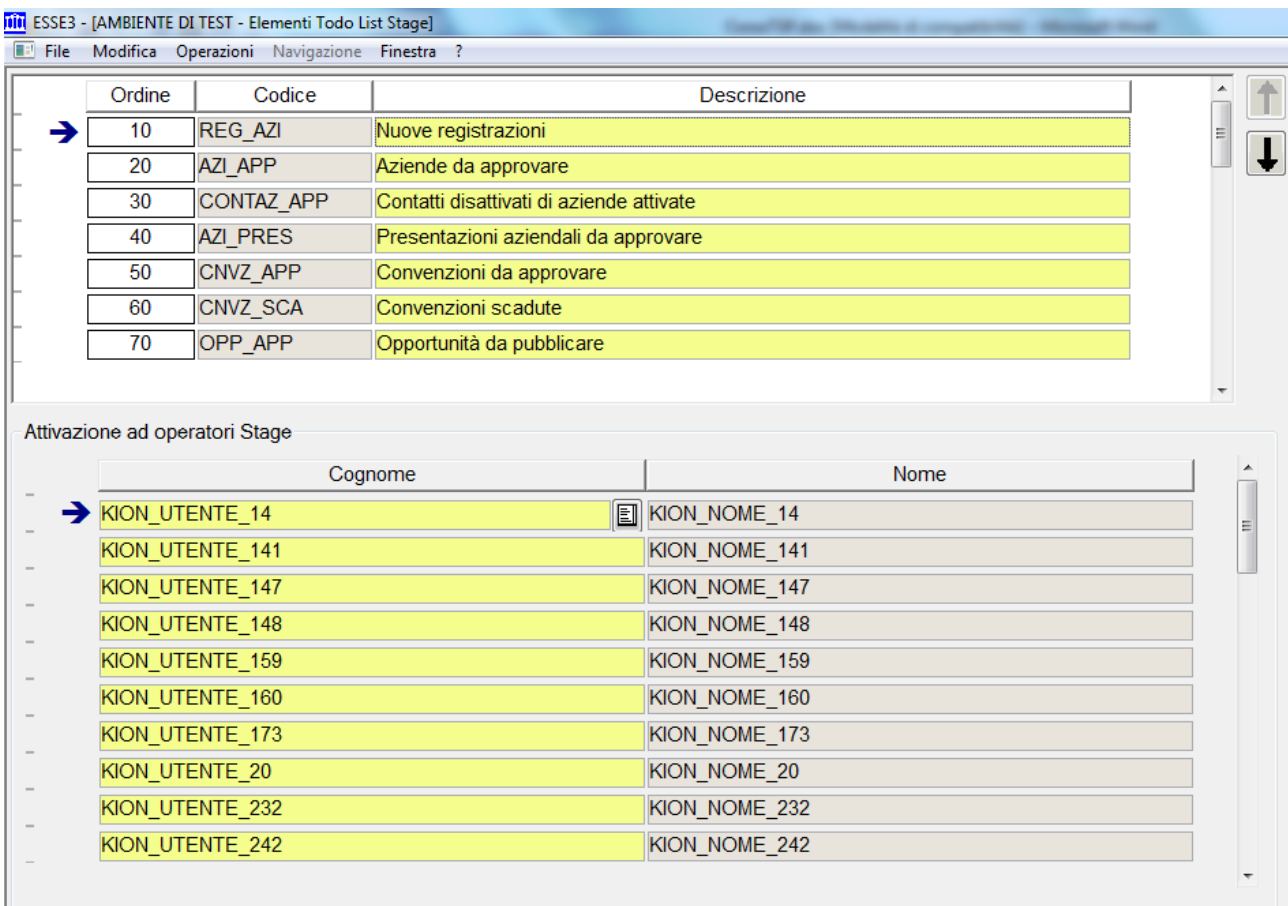 ESSE3 - [AMBIENTE DI TEST - Elementi Todo List Stage]
File Modifica Operazioni Navigazione Finestra ?
Ordine Codice Descrizione
10 REG_AZI Nuove registrazioni
20 AZI_APP Aziende da approvare
30 CONTAZ_APP Contatti disattivati di aziende attivate
40 AZI_PRES Presentazioni aziendali da approvare
50 CNVZ_APP Convenzioni da approvare
60 CNVZ_SCA Convenzioni scadute
70 OPP_APP Opportunità da pubblicare
Attivazione ad operatori Stage
Cognome Nome
KION_UTENTE_14 KION_NOME_14
KION_UTENTE_141 KION_NOME_141
KION_UTENTE_147 KION_NOME_147
KION_UTENTE_148 KION_NOME_148
KION_UTENTE_159 KION_NOME_159
KION_UTENTE_160 KION_NOME_160
KION_UTENTE_173 KION_NOME_173
KION_UTENTE_20 KION_NOME_20
KION_UTENTE_232 KION_NOME_232
KION_UTENTE_242 KION_NOME_242